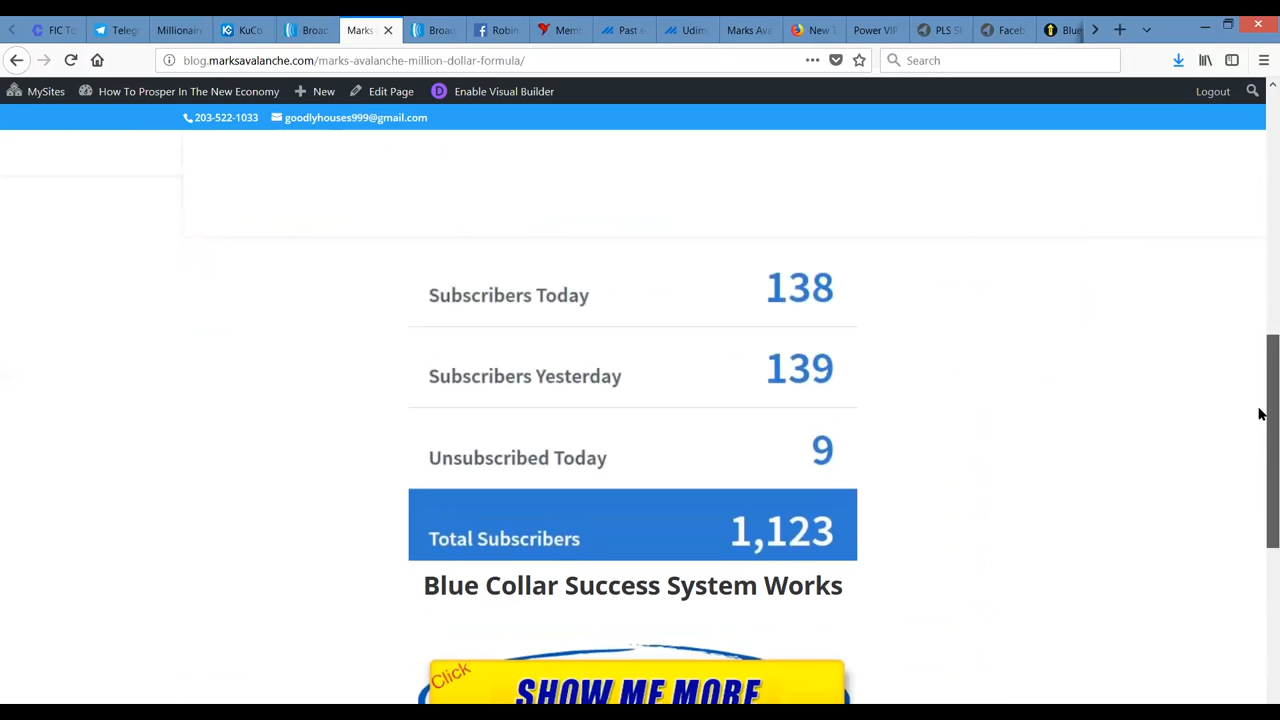 FIC To
Teleg
Millionair
KuCo
Broad
Marks A
Broad
Robin
Mem
Past s
Udim
Marks Ava
New T
Power VIP
PLS S
Faceb
Blue
blog.marksavalanche.com/marks-avalanche-million-dollar-formula/
Search
MySites
How To Prosper In The New Economy
New
Edit Page
D
Enable Visual Builder
Logout
203-522-1033
goodlyhouses999@gmail.com
Subscribers Today 138
Subscribers Yesterday 139
Unsubscribed Today 9
Total Subscribers 1,123
Blue Collar Success System Works
Click
SHOW ME MORE